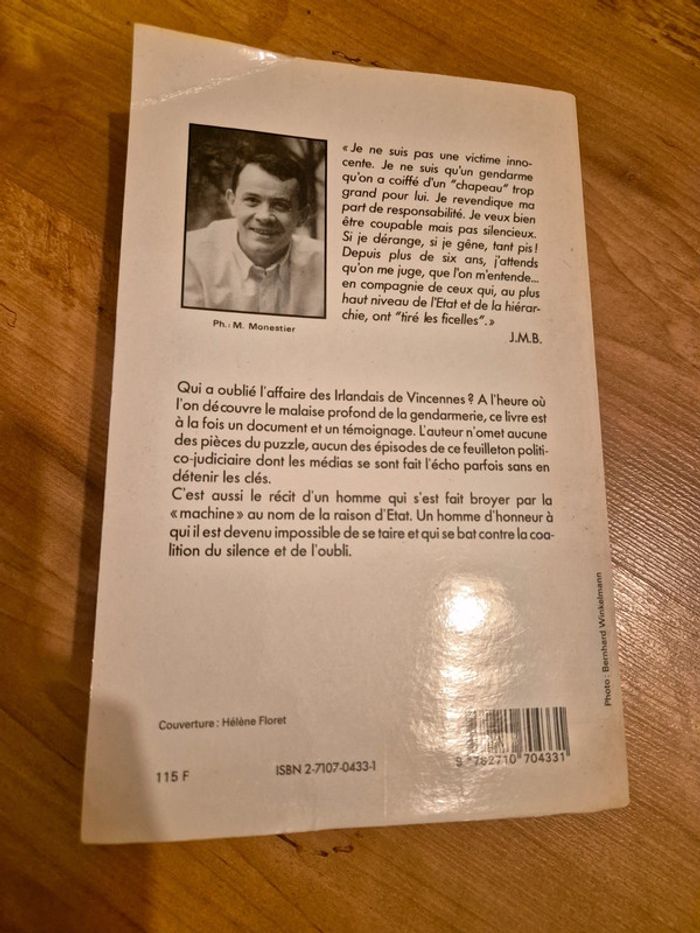 « Je ne suis pas une victime inno-
cente. Je ne suis qu'un gendarme
qu'on a coiffé d'un "chapeau" trop
grand pour lui. Je revendique ma
part de responsabilité. Je veux bien
être coupable mais pas silencieux.
Si je dérange, si je gêne, tant pis !
Depuis plus de six ans, j'attends
qu'on me juge, que l'on m'entende...
en compagnie de ceux qui, au plus
haut niveau de l'Etat et de la hiérar-
chie, ont "tiré les ficelles". »
J.M.B.
Ph. : M. Monestier
Qui a oublié l'affaire des Irlandais de Vincennes ? A l'heure où
l'on découvre le malaise profond de la gendarmerie, ce livre est
à la fois un document et un témoignage. L'auteur n'omet aucune
des pièces du puzzle, aucun des épisodes de ce feuilleton politi-
co-judiciaire dont les médias se sont fait l'écho parfois sans en
détenir les clés.
C'est aussi le récit d'un homme qui s'est fait broyer par la
« machine » au nom de la raison d'Etat. Un homme d'honneur à
qui il est devenu impossible de se taire et qui se bat contre la coa-
lition du silence et de l'oubli.
Photo : Bernhard Winkelmann
Couverture : Hélène Floret
115 F
ISBN 2-7107-0433-1
9 782710 704331